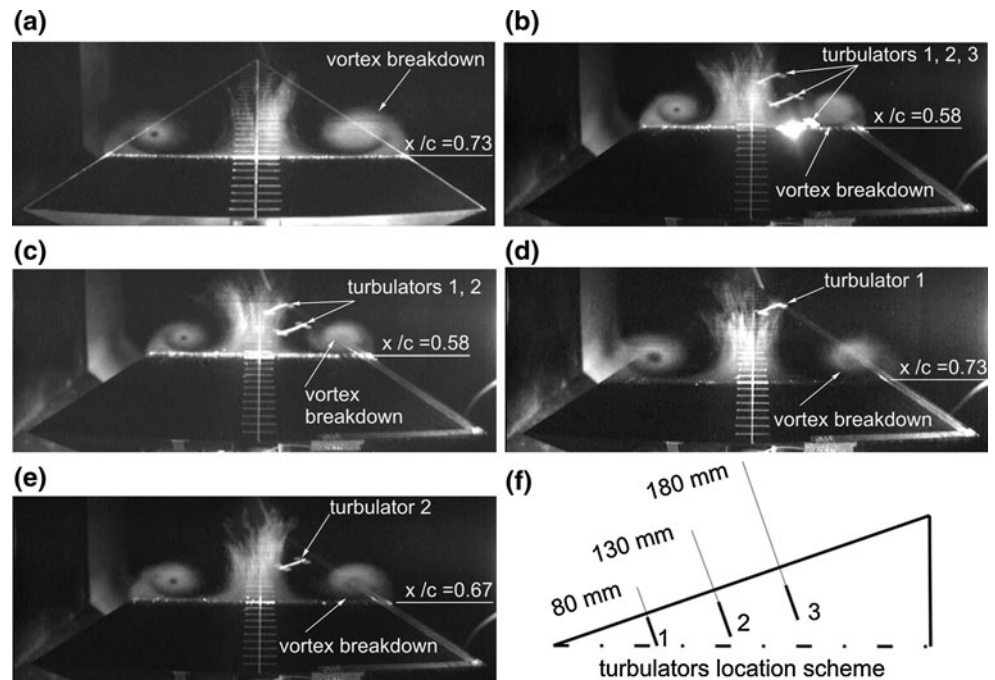 (a)
vortex breakdown
x /c =0.73
(b)
turbulators 1, 2, 3
x /c =0.58
vortex breakdown
(c)
turbulators 1, 2
x /c =0.58
vortex
breakdown
(d)
turbulator 1
x /c =0.73
vortex breakdown
(e)
turbulator 2
x /c =0.67
vortex breakdown
(f)
180 mm
130 mm
80 mm
1
2
3
turbulators location scheme